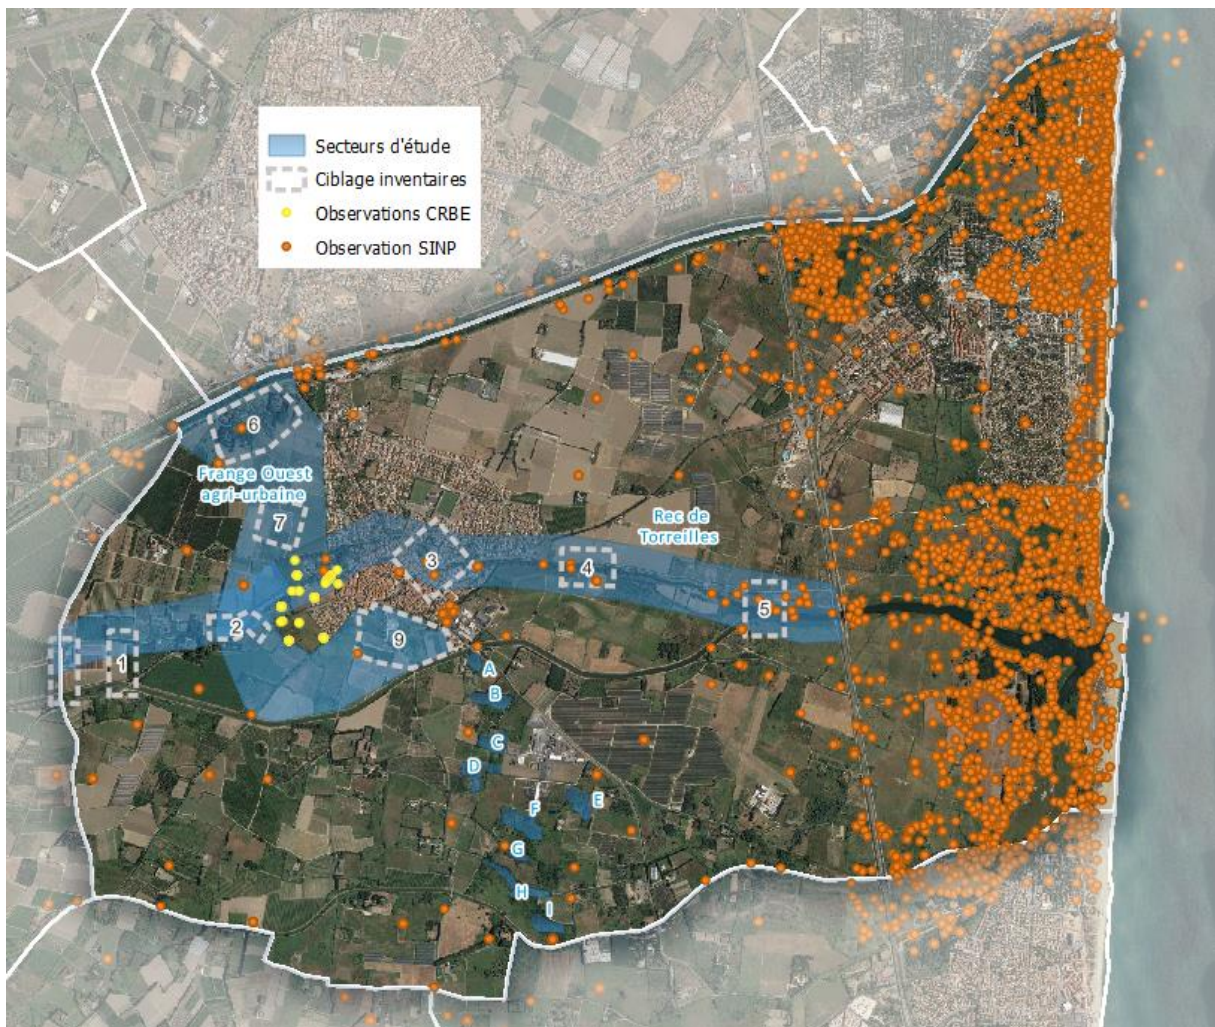 Secteurs d'étude
Ciblage inventaires
Observations CRBE
Observation SINP
6
Frange Ouest
agri-urbaine
7
Rec de
Torreilles
3
4
5
2
9
1
A
B
C
D
E
F
G
H
I